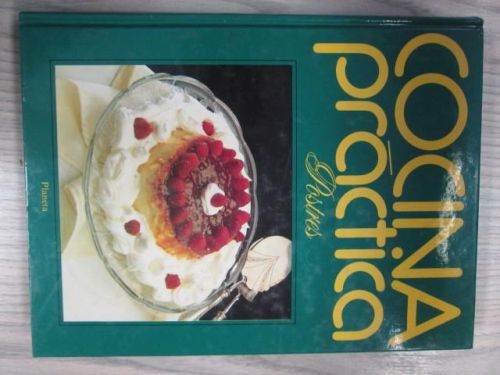 COCINA
práctica
Postres
Planeta